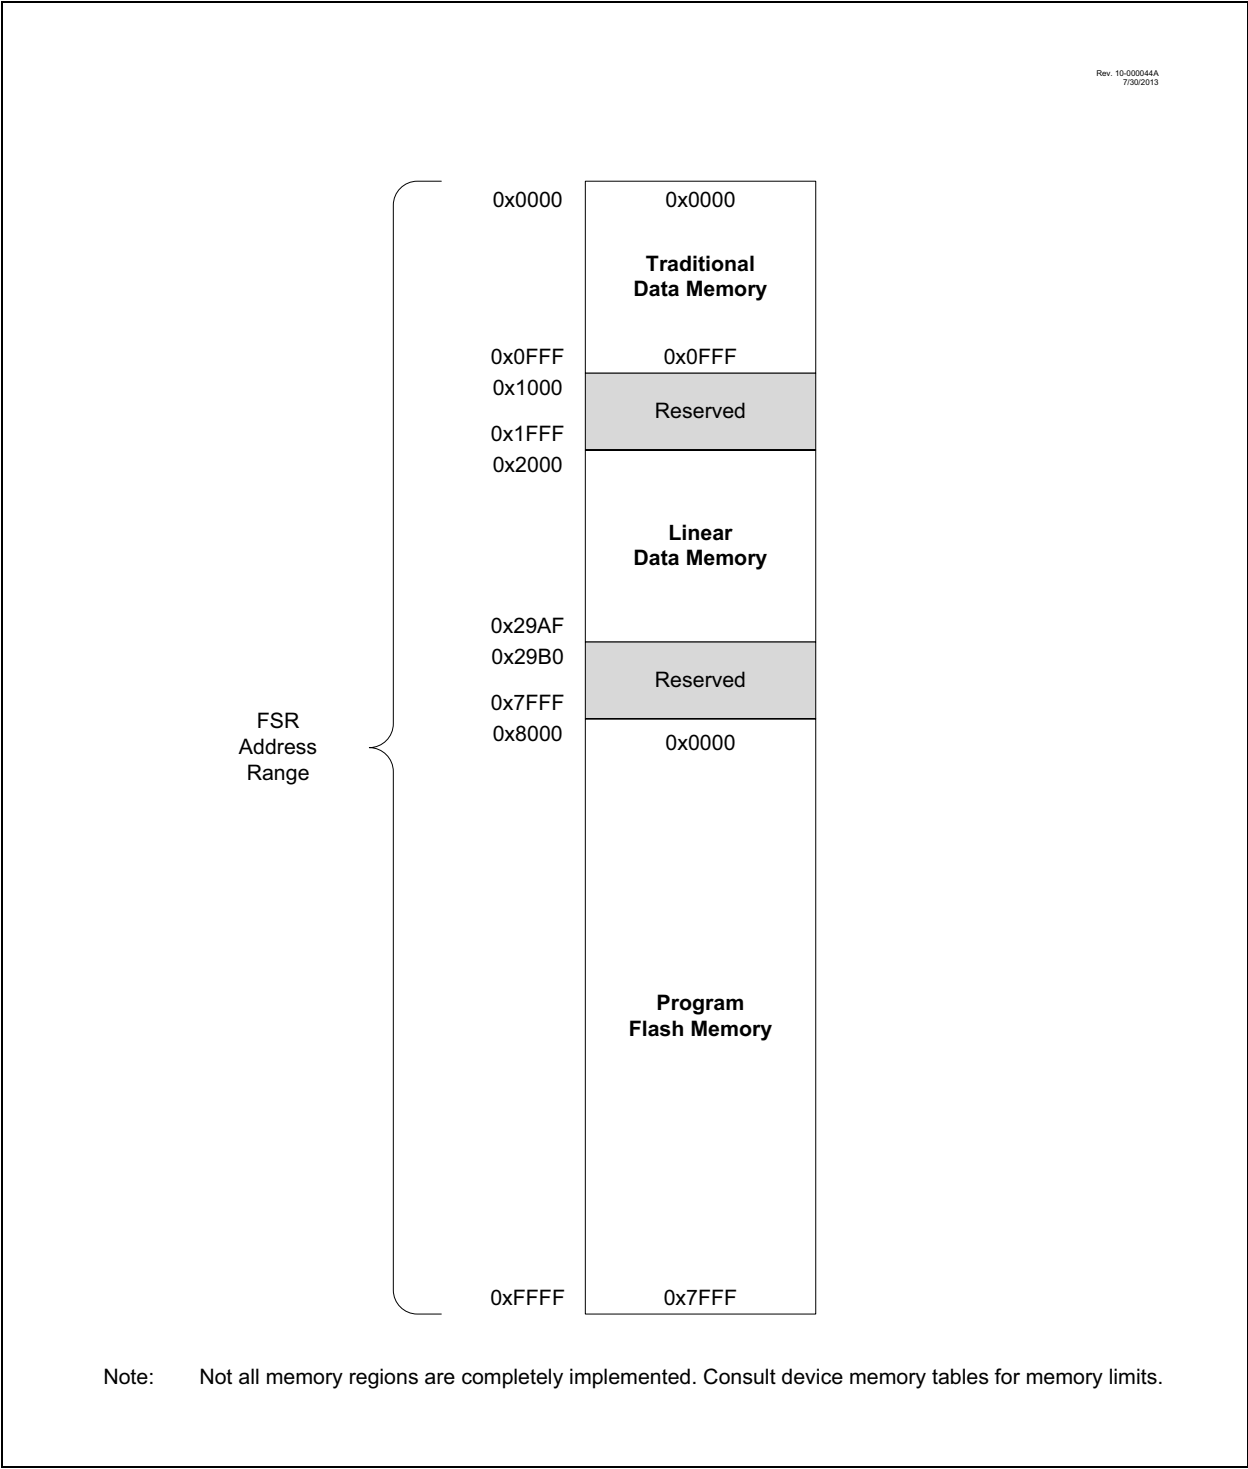 Rev. 10-000044A
7/30/2013
0x0000 0x0000
Traditional
Data Memory
0x0FFF 0x0FFF
0x1000
Reserved
0x1FFF
0x2000
Linear
Data Memory
0x29AF
0x29B0
Reserved
0x7FFF
FSR
Address
Range
0x8000 0x0000
Program
Flash Memory
0xFFFF 0x7FFF
Note: Not all memory regions are completely implemented. Consult device memory tables for memory limits.